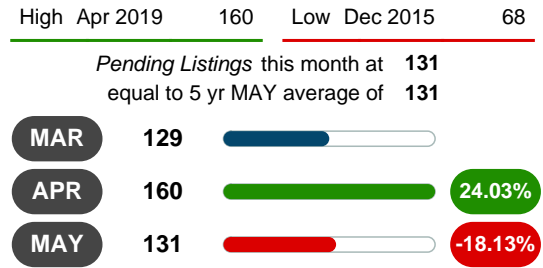 High Apr 2019 160 Low Dec 2015 68
Pending Listings this month at 131
equal to 5 yr MAY average of 131
MAR 129
APR 160 24.03%
MAY 131 -18.13%